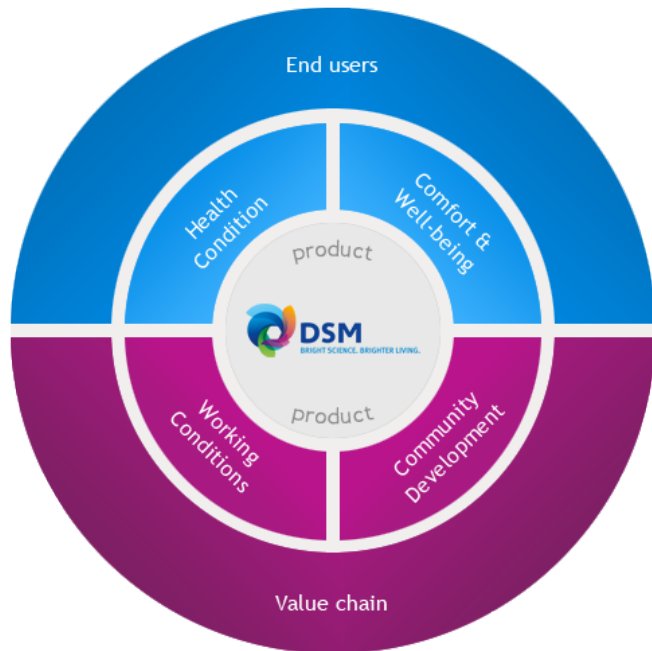 End users
Health
Condition
Comfort &
Well-being
product
DSM
BRIGHT SCIENCE. BRIGHTER LIVING.
product
Working
Conditions
Community
Development
Value chain